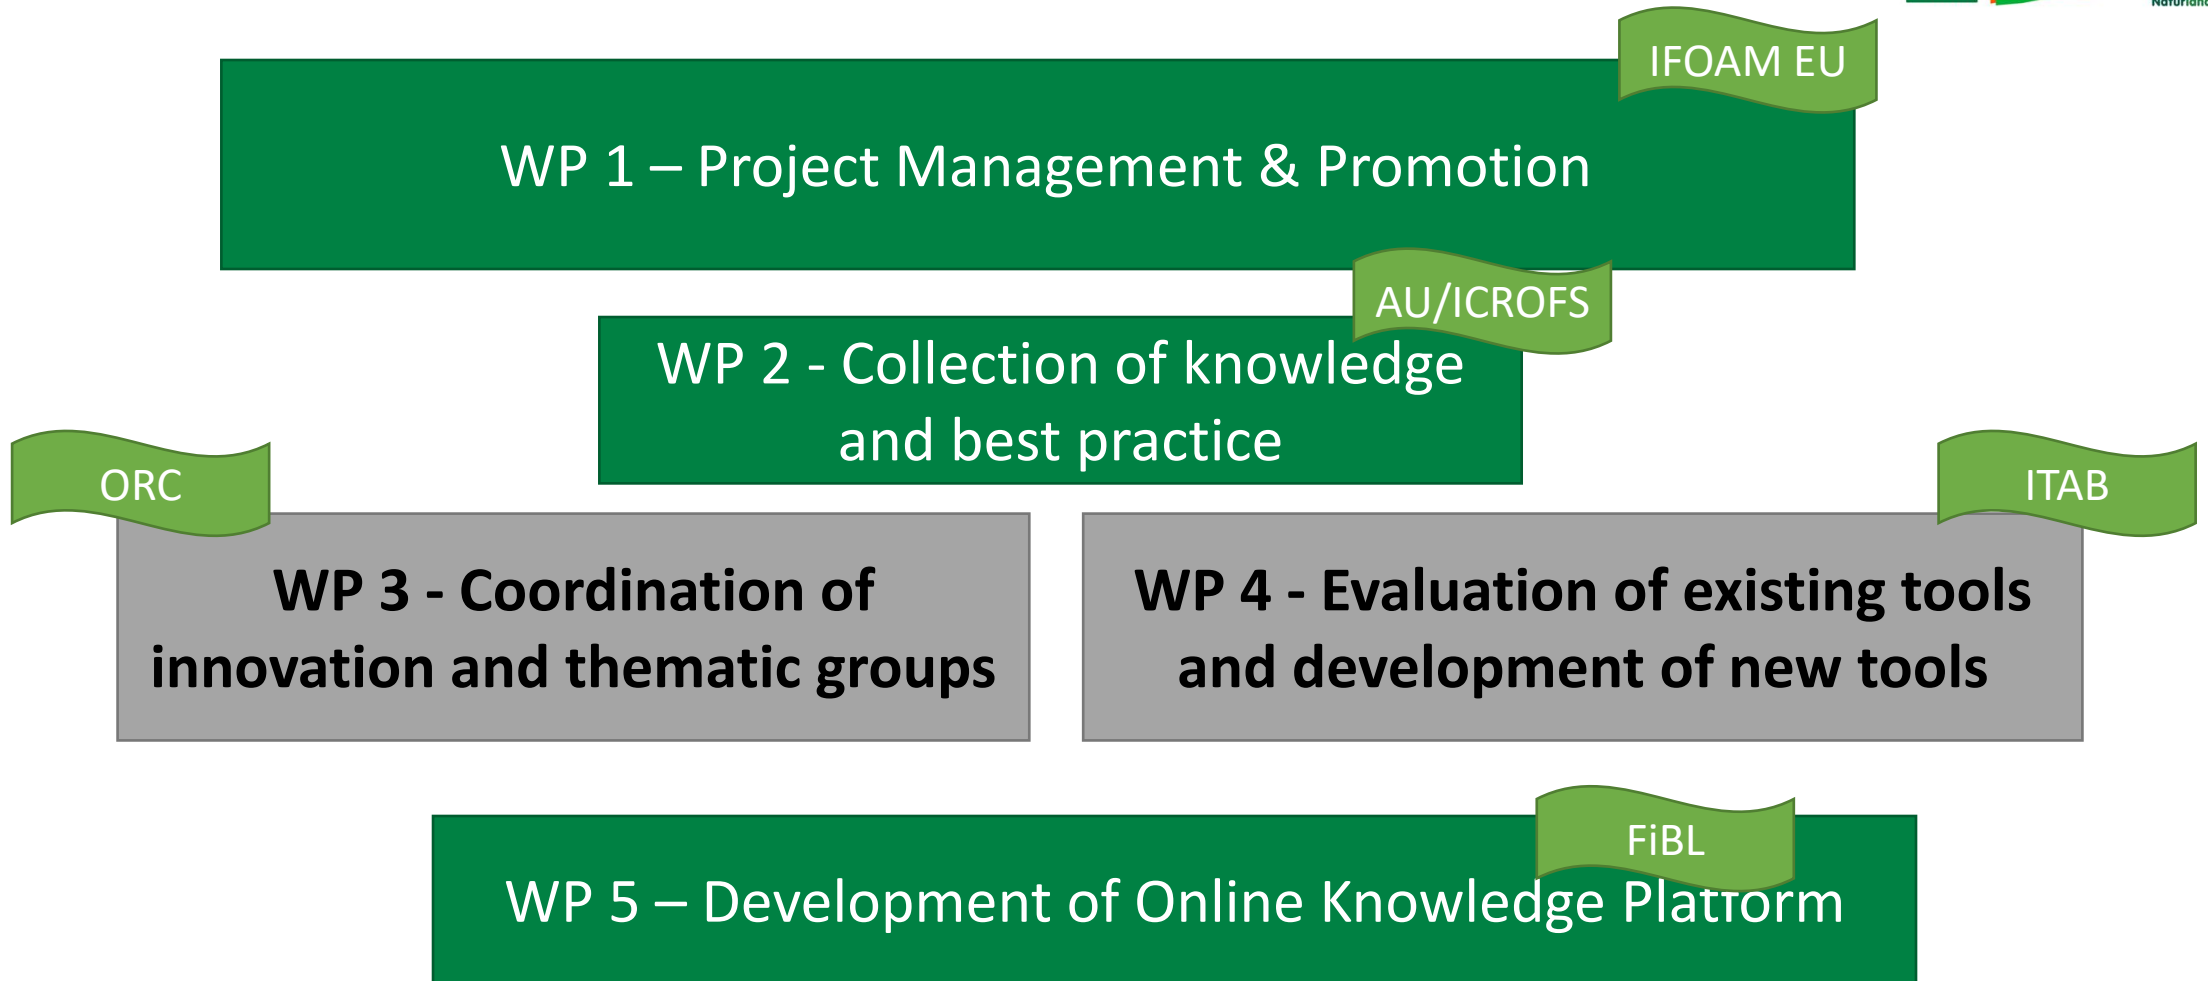 Naturland
IFOAM EU
WP 1 – Project Management & Promotion
AU/ICROFS
WP 2 - Collection of knowledge
and best practice
ORC
ITAB
WP 3 - Coordination of
innovation and thematic groups
WP 4 - Evaluation of existing tools
and development of new tools
FiBL
WP 5 – Development of Online Knowledge Platform